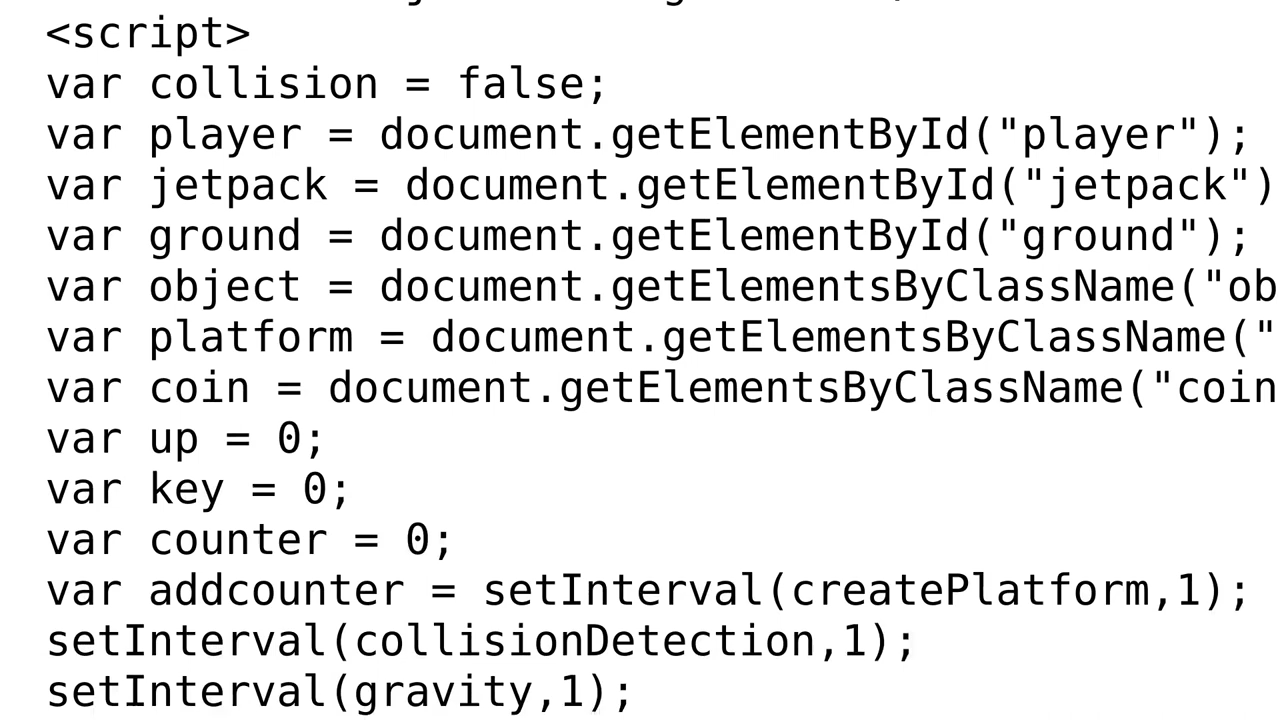 <script>
var collision = false;
var player = document.getElementById("player");
var jetpack = document.getElementById("jetpack")
var ground = document.getElementById("ground");
var object = document.getElementsByClassName("ob
var platform = document.getElementsByClassName("
var coin = document.getElementsByClassName("coin
var up = 0;
var key = 0;
var counter = 0;
var addcounter = setInterval(createPlatform,1);
setInterval(collisionDetection,1);
setInterval(gravity,1);